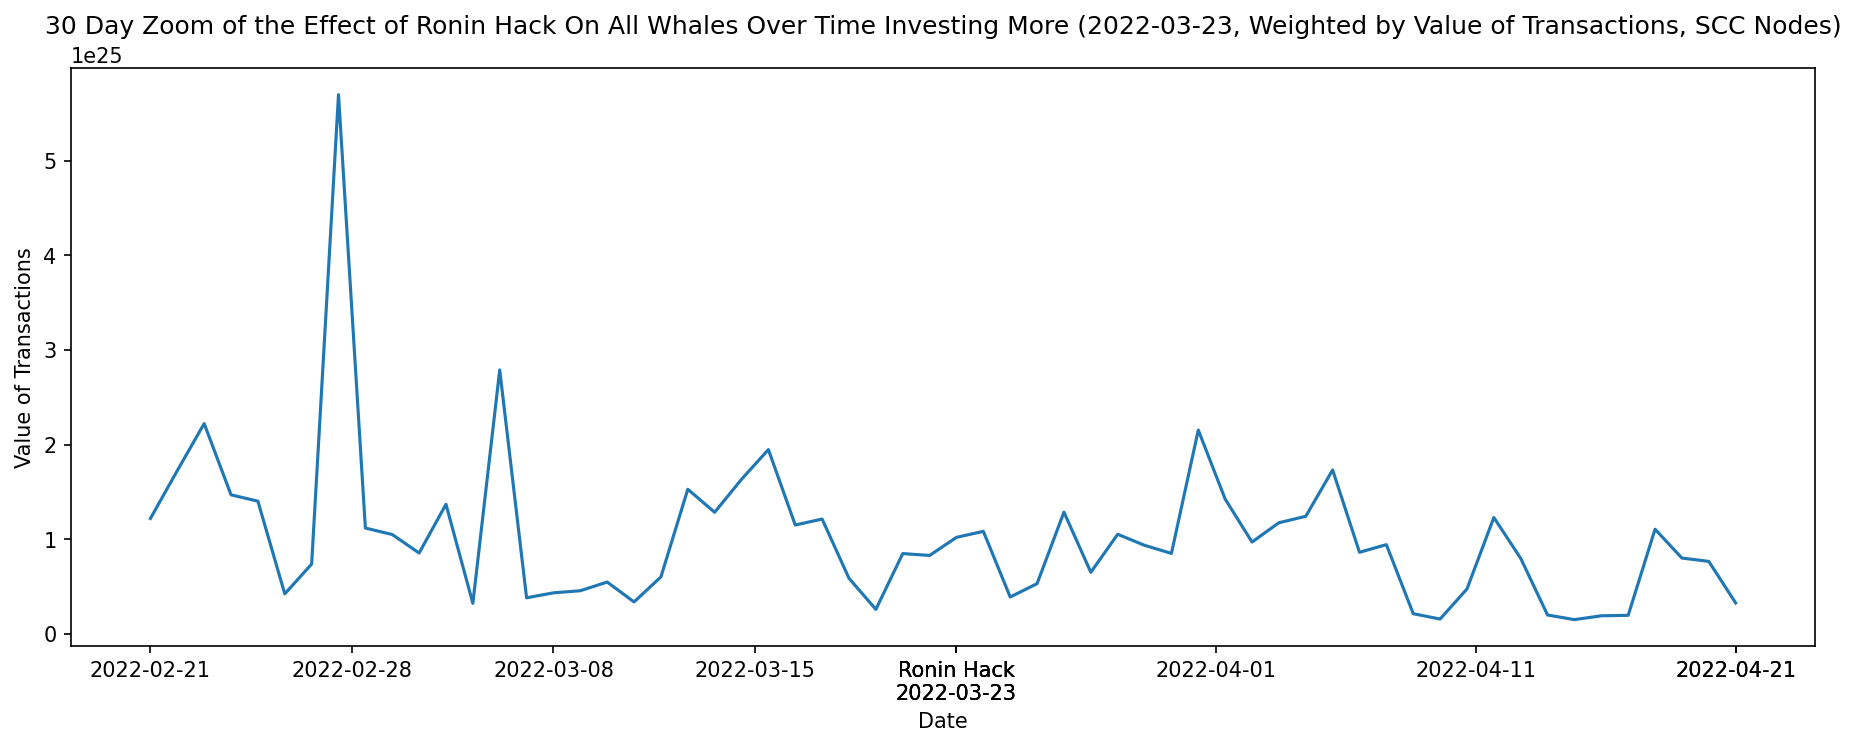 30 Day Zoom of the Effect of Ronin Hack On All Whales Over Time Investing More (2022-03-23, Weighted by Value of Transactions, SCC Nodes)
1e25
5
4
3
2
1
0
Value of Transactions
2022-02-21 2022-02-28 2022-03-08 2022-03-15 Ronin Hack 2022-04-01 2022-04-11 2022-04-21
2022-03-23
Date